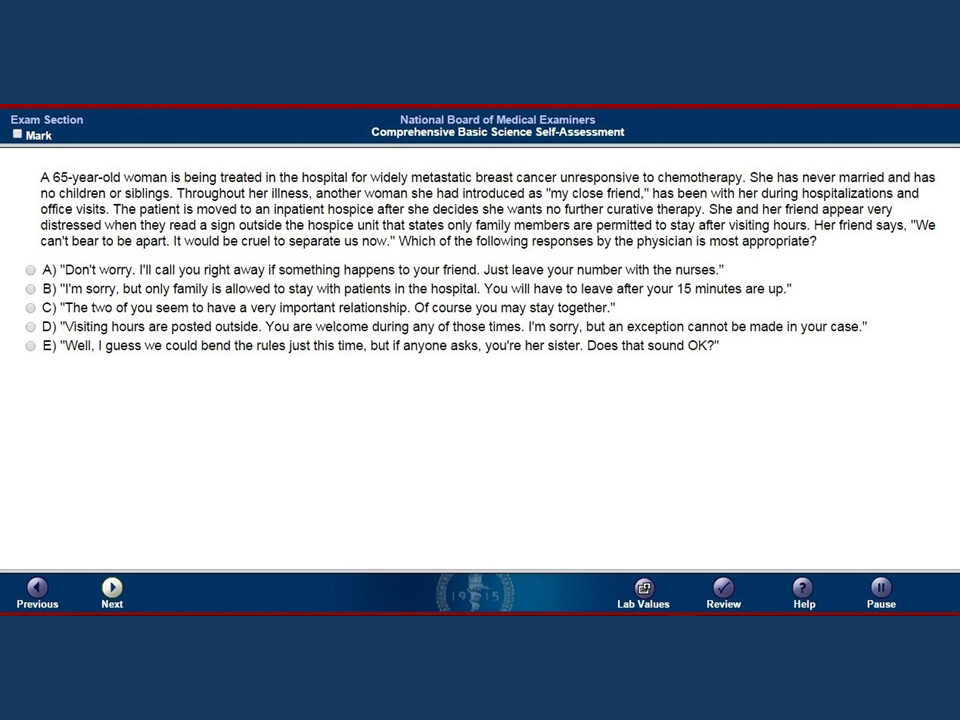 Exam Section
Mark
National Board of Medical Examiners
Comprehensive Basic Science Self-Assessment
A 65-year-old woman is being treated in the hospital for widely metastatic breast cancer unresponsive to chemotherapy. She has never married and has
no children or siblings. Throughout her illness, another woman she had introduced as "my close friend," has been with her during hospitalizations and
office visits. The patient is moved to an inpatient hospice after she decides she wants no further curative therapy. She and her friend appear very
distressed when they read a sign outside the hospice unit that states only family members are permitted to stay after visiting hours. Her friend says, "We
can't bear to be apart. It would be cruel to separate us now." Which of the following responses by the physician is most appropriate?
A) "Don't worry. I'll call you right away if something happens to your friend. Just leave your number with the nurses."
B) "I'm sorry, but only family is allowed to stay with patients in the hospital. You will have to leave after your 15 minutes are up."
C) "The two of you seem to have a very important relationship. Of course you may stay together."
D) "Visiting hours are posted outside. You are welcome during any of those times. I'm sorry, but an exception cannot be made in your case."
E) "Well, I guess we could bend the rules just this time, but if anyone asks, you're her sister. Does that sound OK?"
1915
Previous
Next
Lab Values
Review
Help
Pause